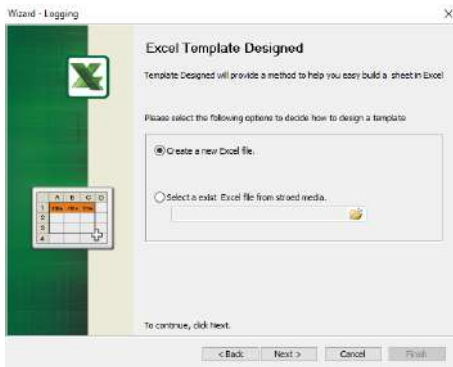 Wizard - Logging
Excel Template Designed
Template Designed will provide a method to help you easy build a sheet in Excel
Please select the following options to decide how to design a template
Create a new Excel file.
Select a exist Excel file from stroed media.
A B C D
1
2
3
4
To continue, click Next.
< Back Next > Cancel Finish